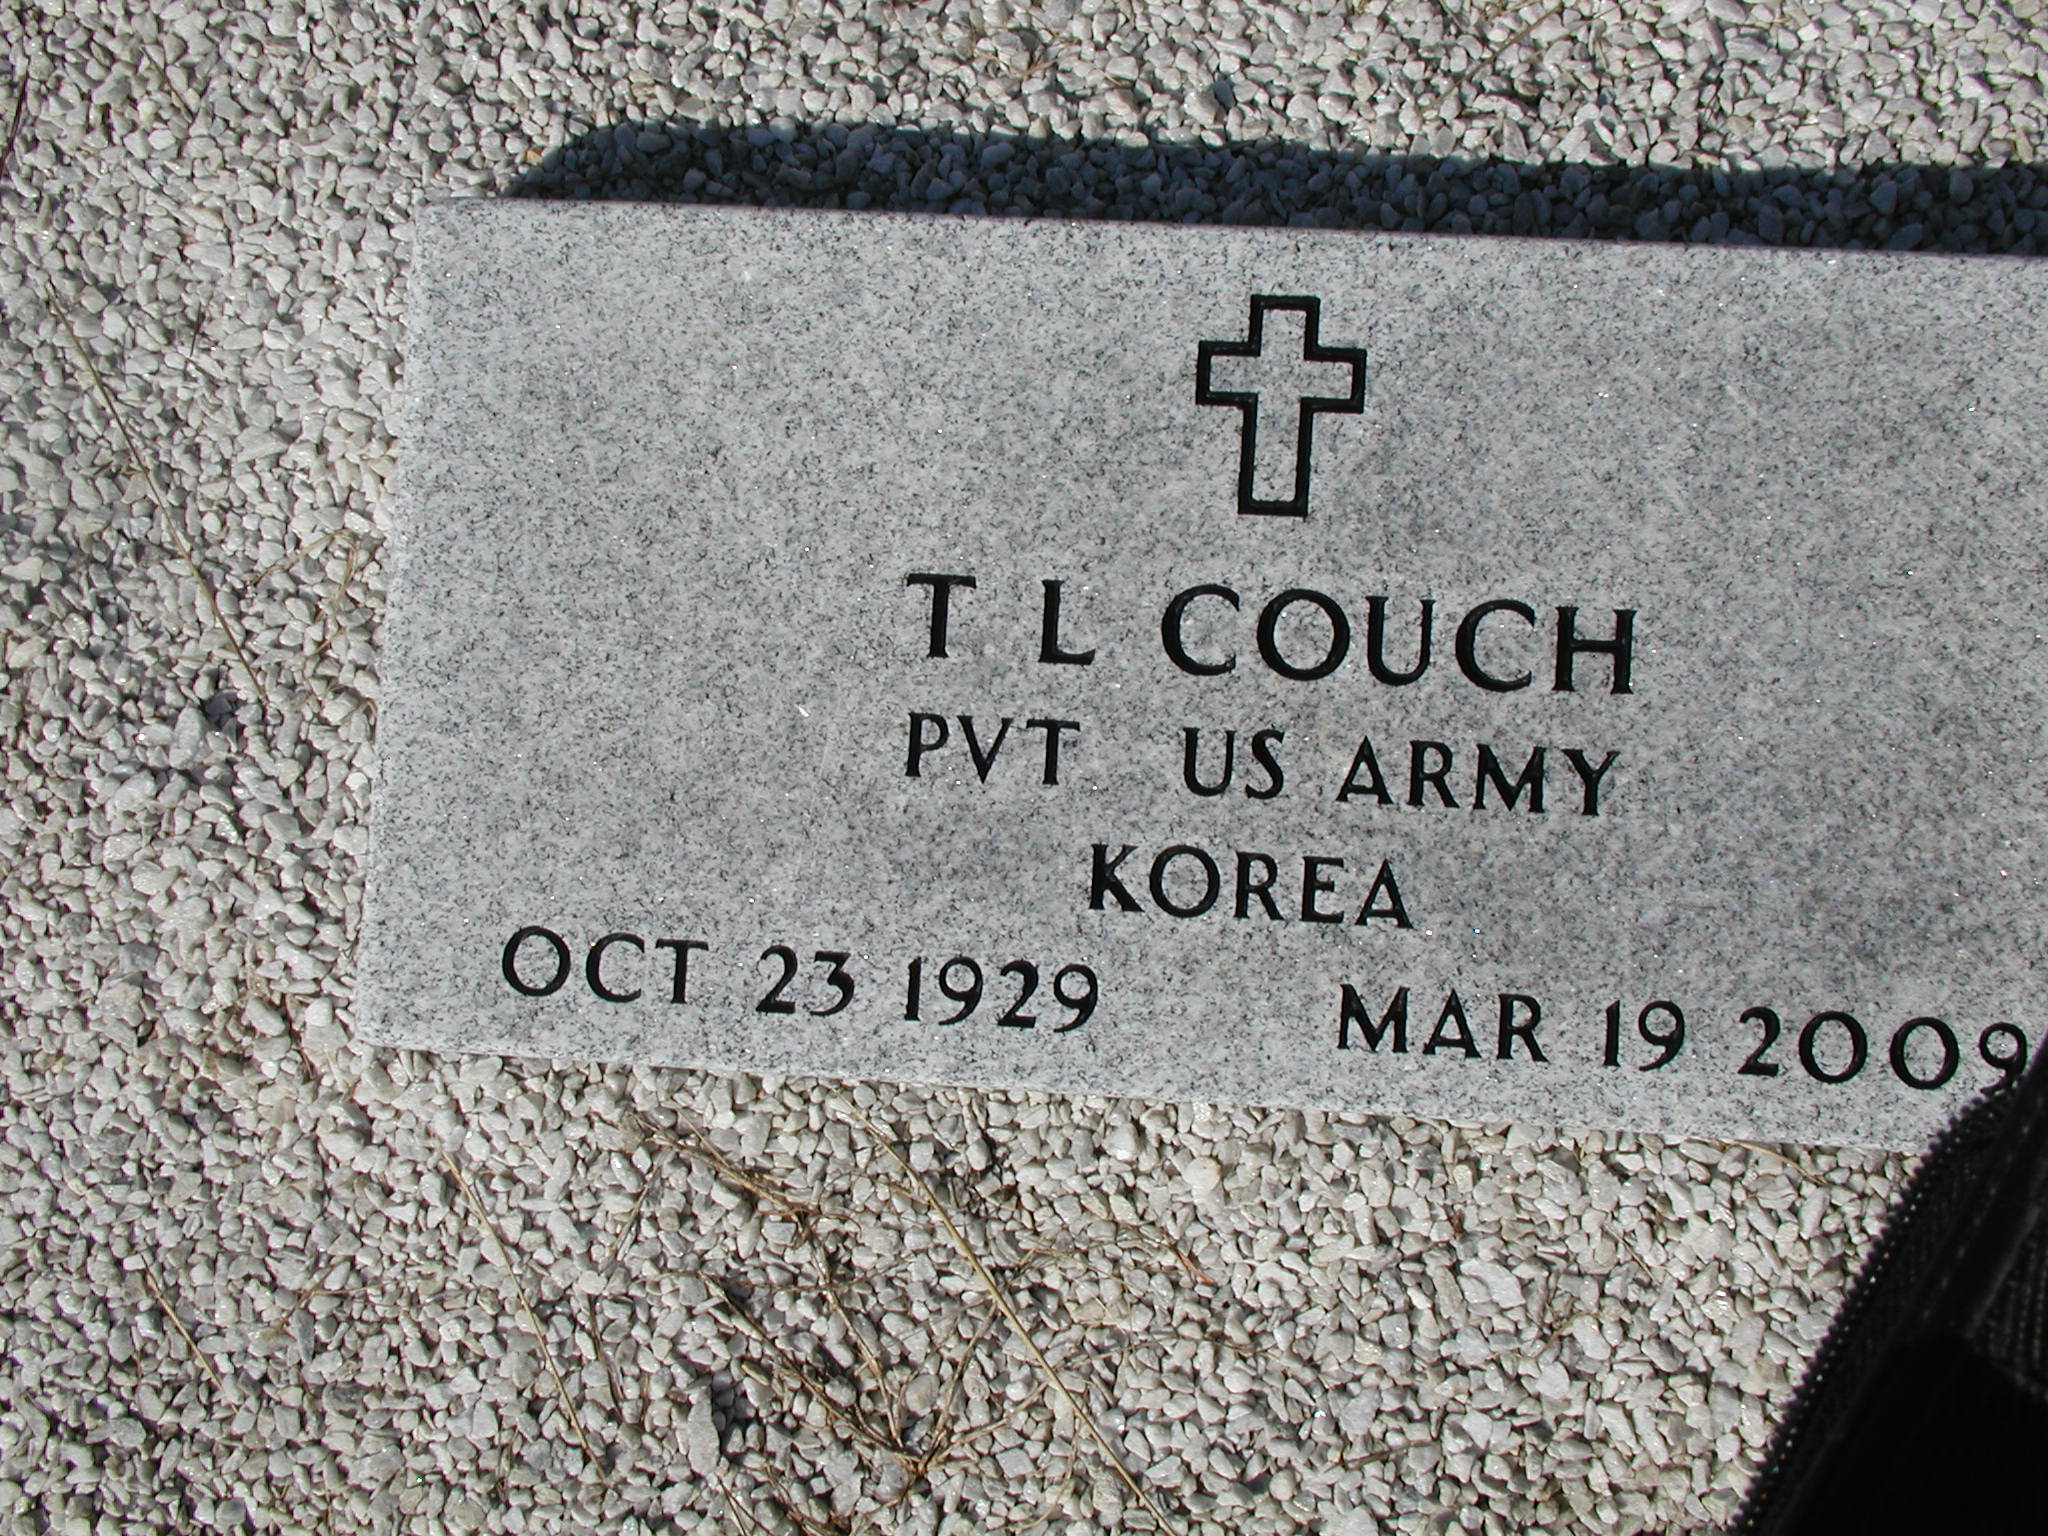 T L COUCH
PVT US ARMY
KOREA
OCT 23 1929 MAR 19 2009